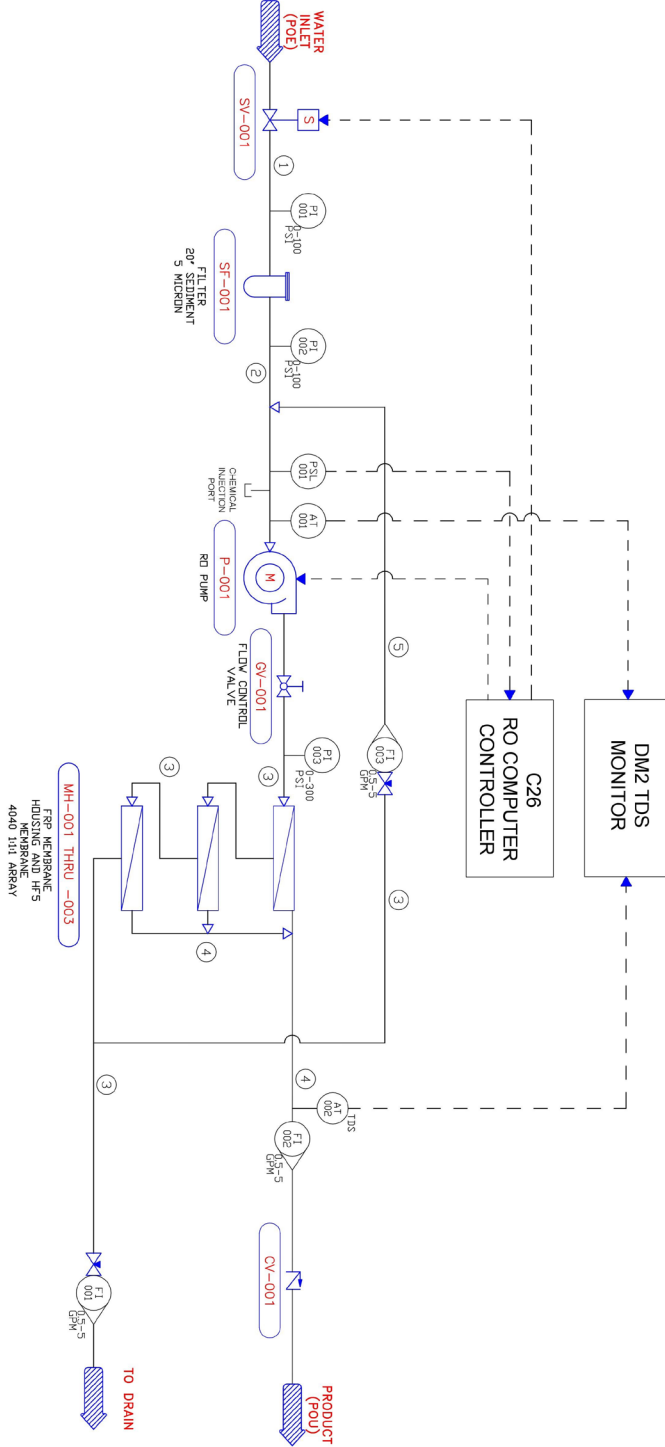 WATER
INLET
(POE)
SV-001
S
1
PI
001
0-100
PSI
SF-001
FILTER
20" SEDIMENT
5 MICRON
PI
002
0-100
PSI
2
PSL
001
CHEMICAL
INJECTION
PORT
AT
001
M
P-001
RO PUMP
GV-001
FLOW CONTROL
VALVE
5
FI
003
0.5-5
GPM
C26
RO COMPUTER
CONTROLLER
DM2 TDS
MONITOR
PI
003
0-300
PSI
3
3
3
MH-001 THRU -003
FRP MEMBRANE
HOUSING AND HF5
MEMBRANE
4040 1:1:1 ARRAY
4
4
AT
002
TDS
FI
002
0.5-5
GPM
CV-001
PRODUCT
(POU)
3
FI
001
0.5-5
GPM
TO DRAIN